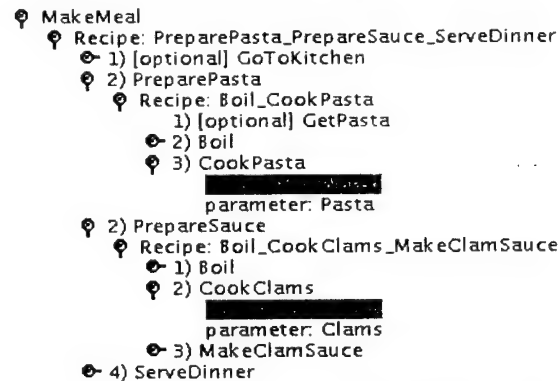 MakeMeal
Recipe: PreparePasta_PrepareSauce_ServeDinner
1) [optional] GoToKitchen
2) PreparePasta
Recipe: Boil_CookPasta
1) [optional] GetPasta
2) Boil
3) CookPasta
parameter: Pasta
2) PrepareSauce
Recipe: Boil_CookClams_MakeClamSauce
1) Boil
2) CookClams
parameter: Clams
3) MakeClamSauce
4) ServeDinner